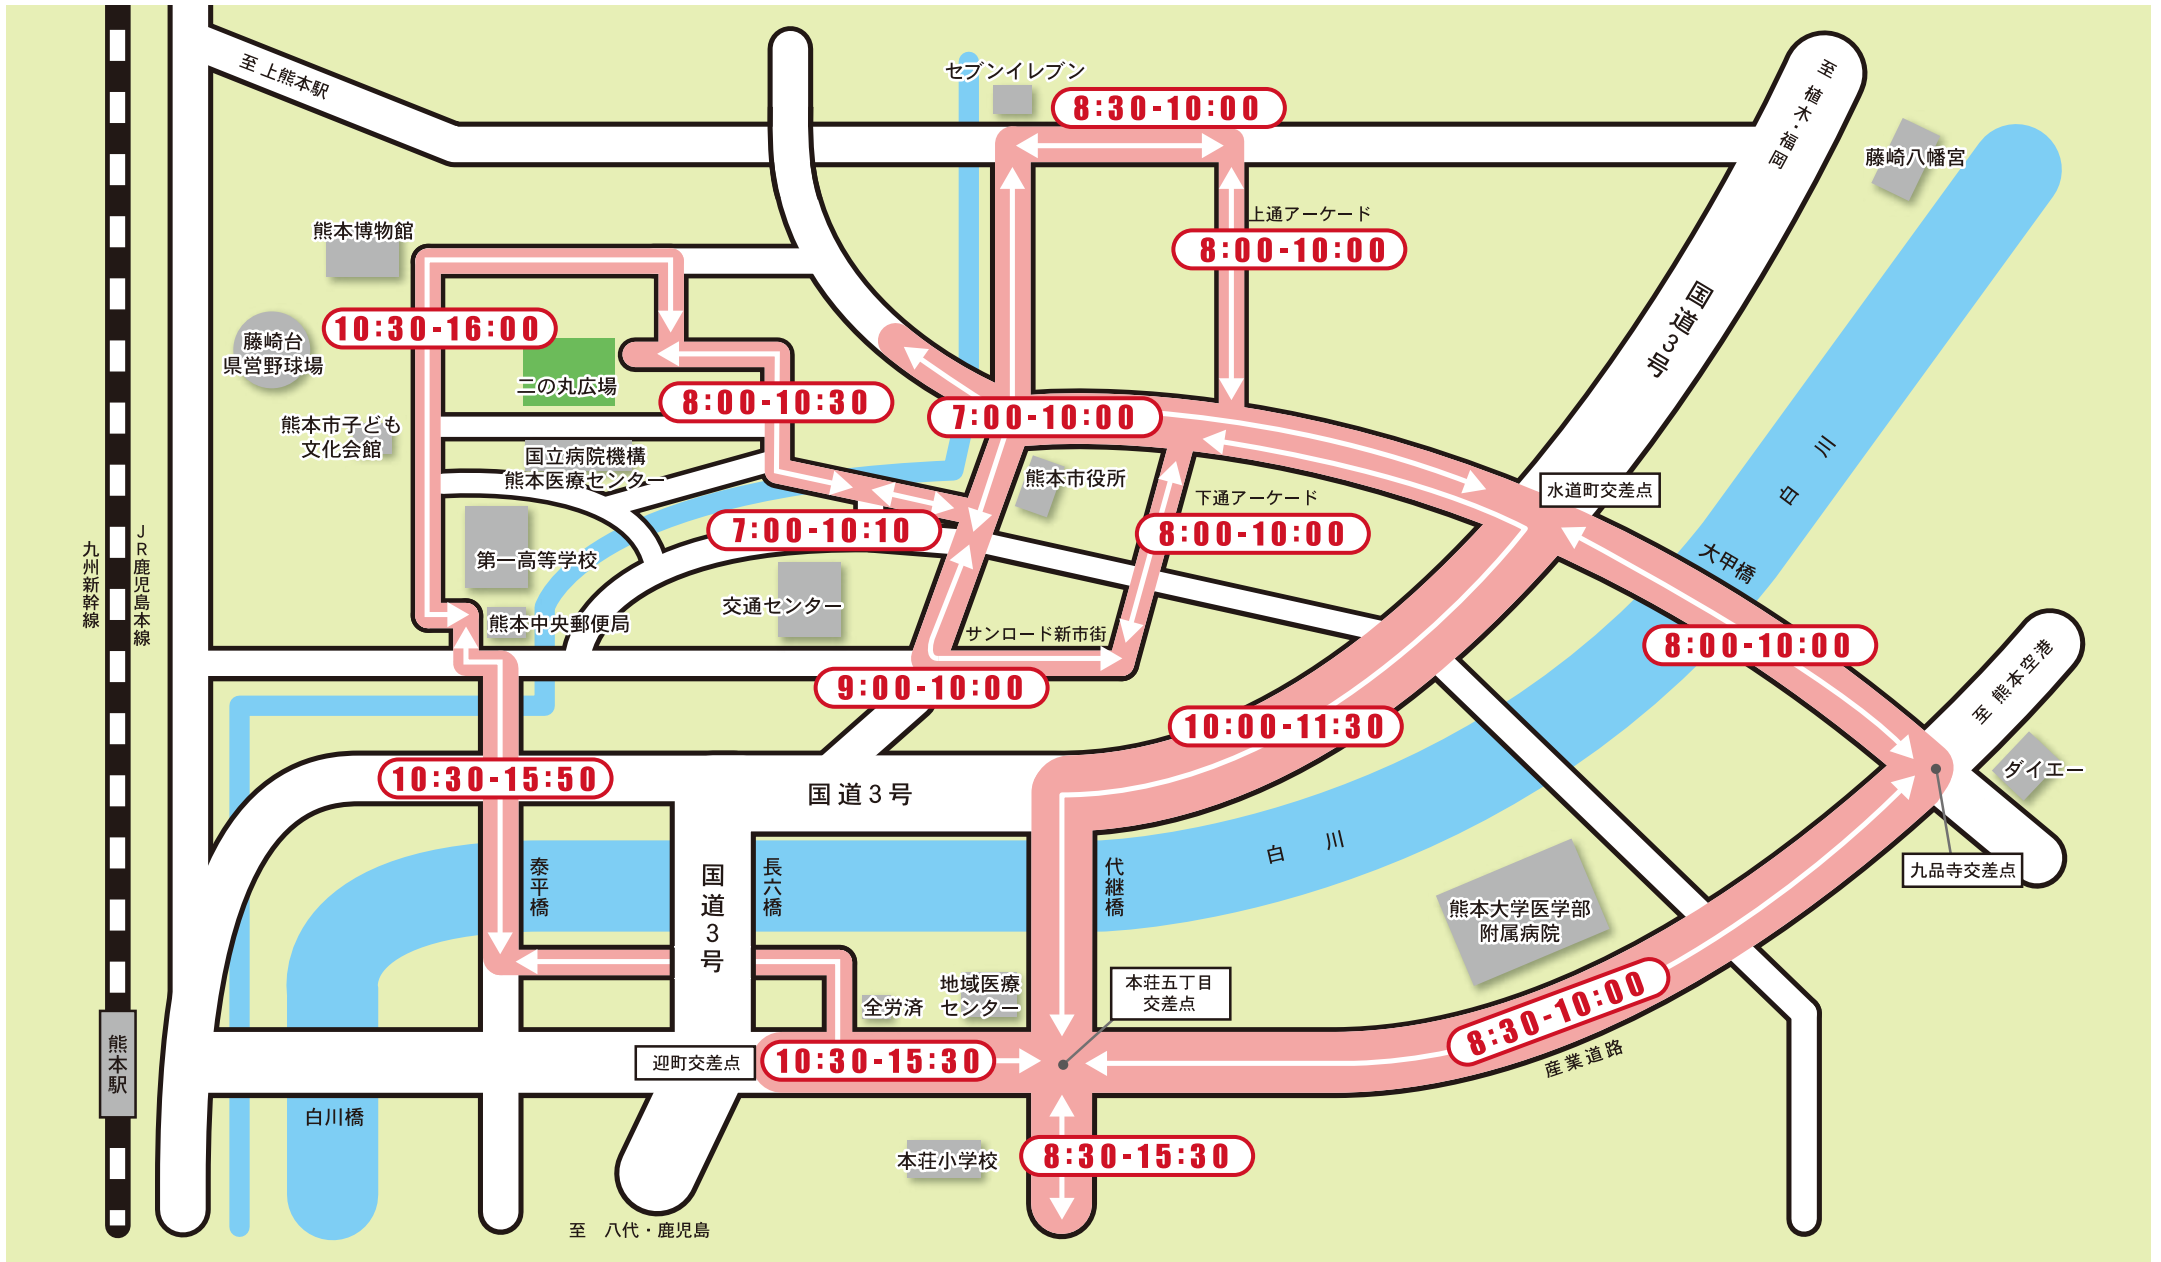 至 上熊本駅
セブンイレブン
8:30-10:00
至 植木・福岡
藤崎八幡宮
熊本博物館
上通アーケード
8:00-10:00
国道3号
10:30-16:00
藤崎台
県営野球場
二の丸広場
8:00-10:30
7:00-10:00
熊本市子ども
文化会館
国立病院機構
熊本医療センター
熊本市役所
下通アーケード
水道町交差点
白
三
7:00-10:10
8:00-10:00
九州新幹線
JR鹿児島本線
第一高等学校
大甲橋
交通センター
熊本中央郵便局
サンロード新市街
8:00-10:00
至 熊本空港
9:00-10:00
10:00-11:30
10:30-15:50
国道3号
ダイエー
白川
泰平橋
国道3号
長六橋
代継橋
九品寺交差点
熊本大学医学部
附属病院
地域医療
センター
全労済
本荘五丁目
交差点
8:30-10:00
産業道路
熊本駅
迎町交差点
10:30-15:30
白川橋
本荘小学校
8:30-15:30
至 八代・鹿児島